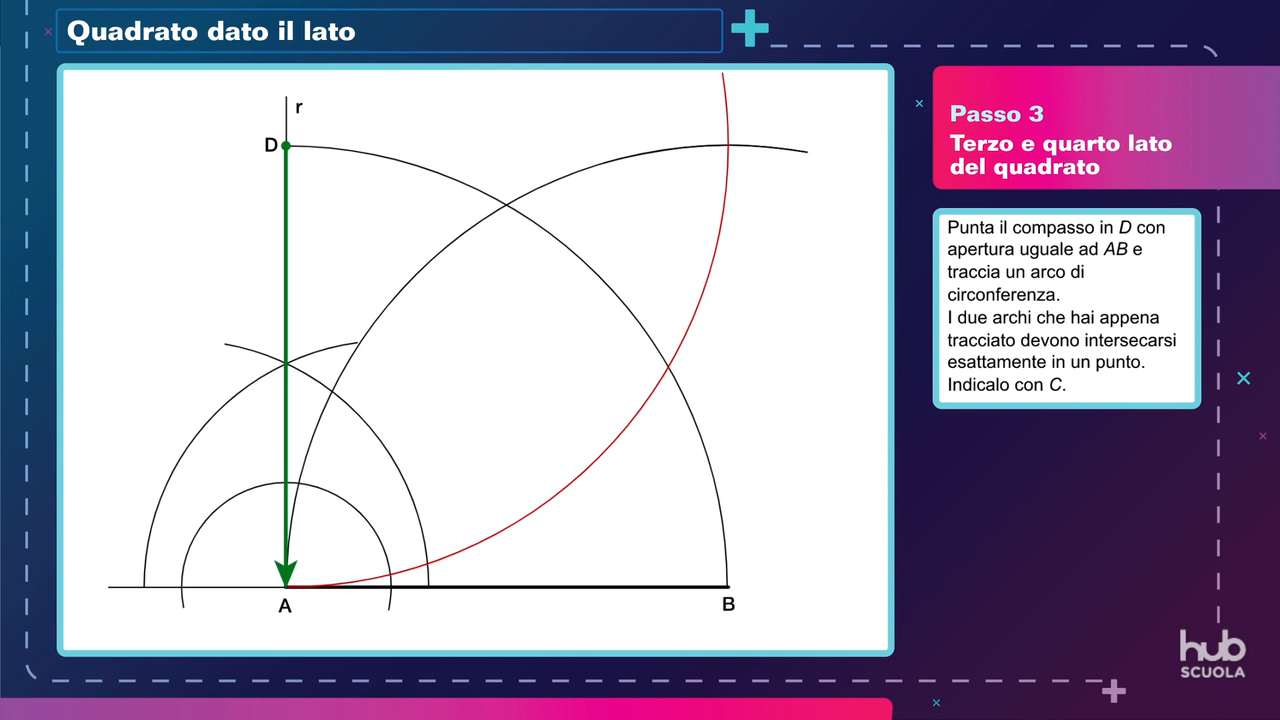 Quadrato dato il lato
r
D
A
B
Passo 3
Terzo e quarto lato
del quadrato
Punta il compasso in D con
apertura uguale ad AB e
traccia un arco di
circonferenza.
I due archi che hai appena
tracciato devono intersecarsi
esattamente in un punto.
Indicalo con C.
hub
SCUOLA